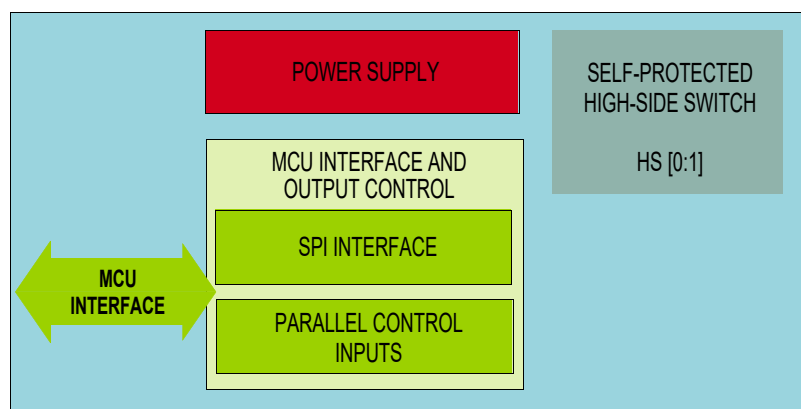 POWER SUPPLY
SELF-PROTECTED
HIGH-SIDE SWITCH
HS [0:1]
MCU INTERFACE AND
OUTPUT CONTROL
SPI INTERFACE
MCU
INTERFACE
PARALLEL CONTROL
INPUTS